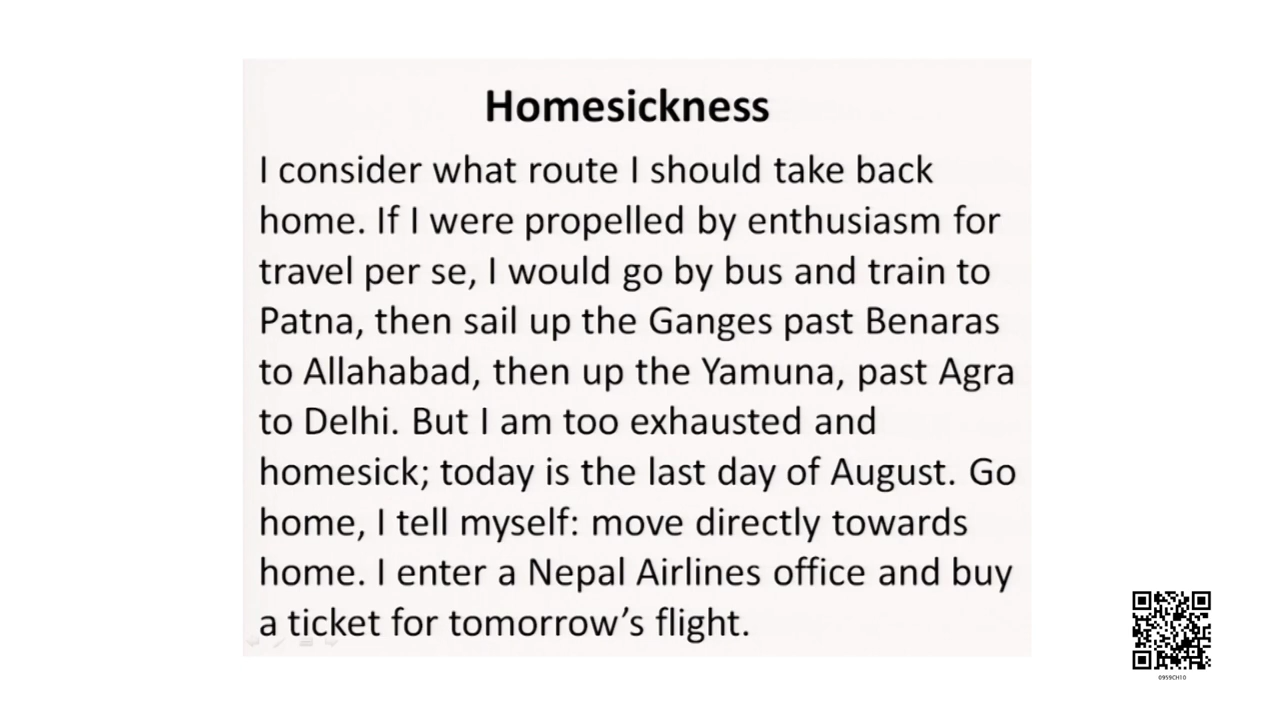 Homesickness
I consider what route I should take back
home. If I were propelled by enthusiasm for
travel per se, I would go by bus and train to
Patna, then sail up the Ganges past Benaras
to Allahabad, then up the Yamuna, past Agra
to Delhi. But I am too exhausted and
homesick; today is the last day of August. Go
home, I tell myself: move directly towards
home. I enter a Nepal Airlines office and buy
a ticket for tomorrow’s flight.
0959CH10